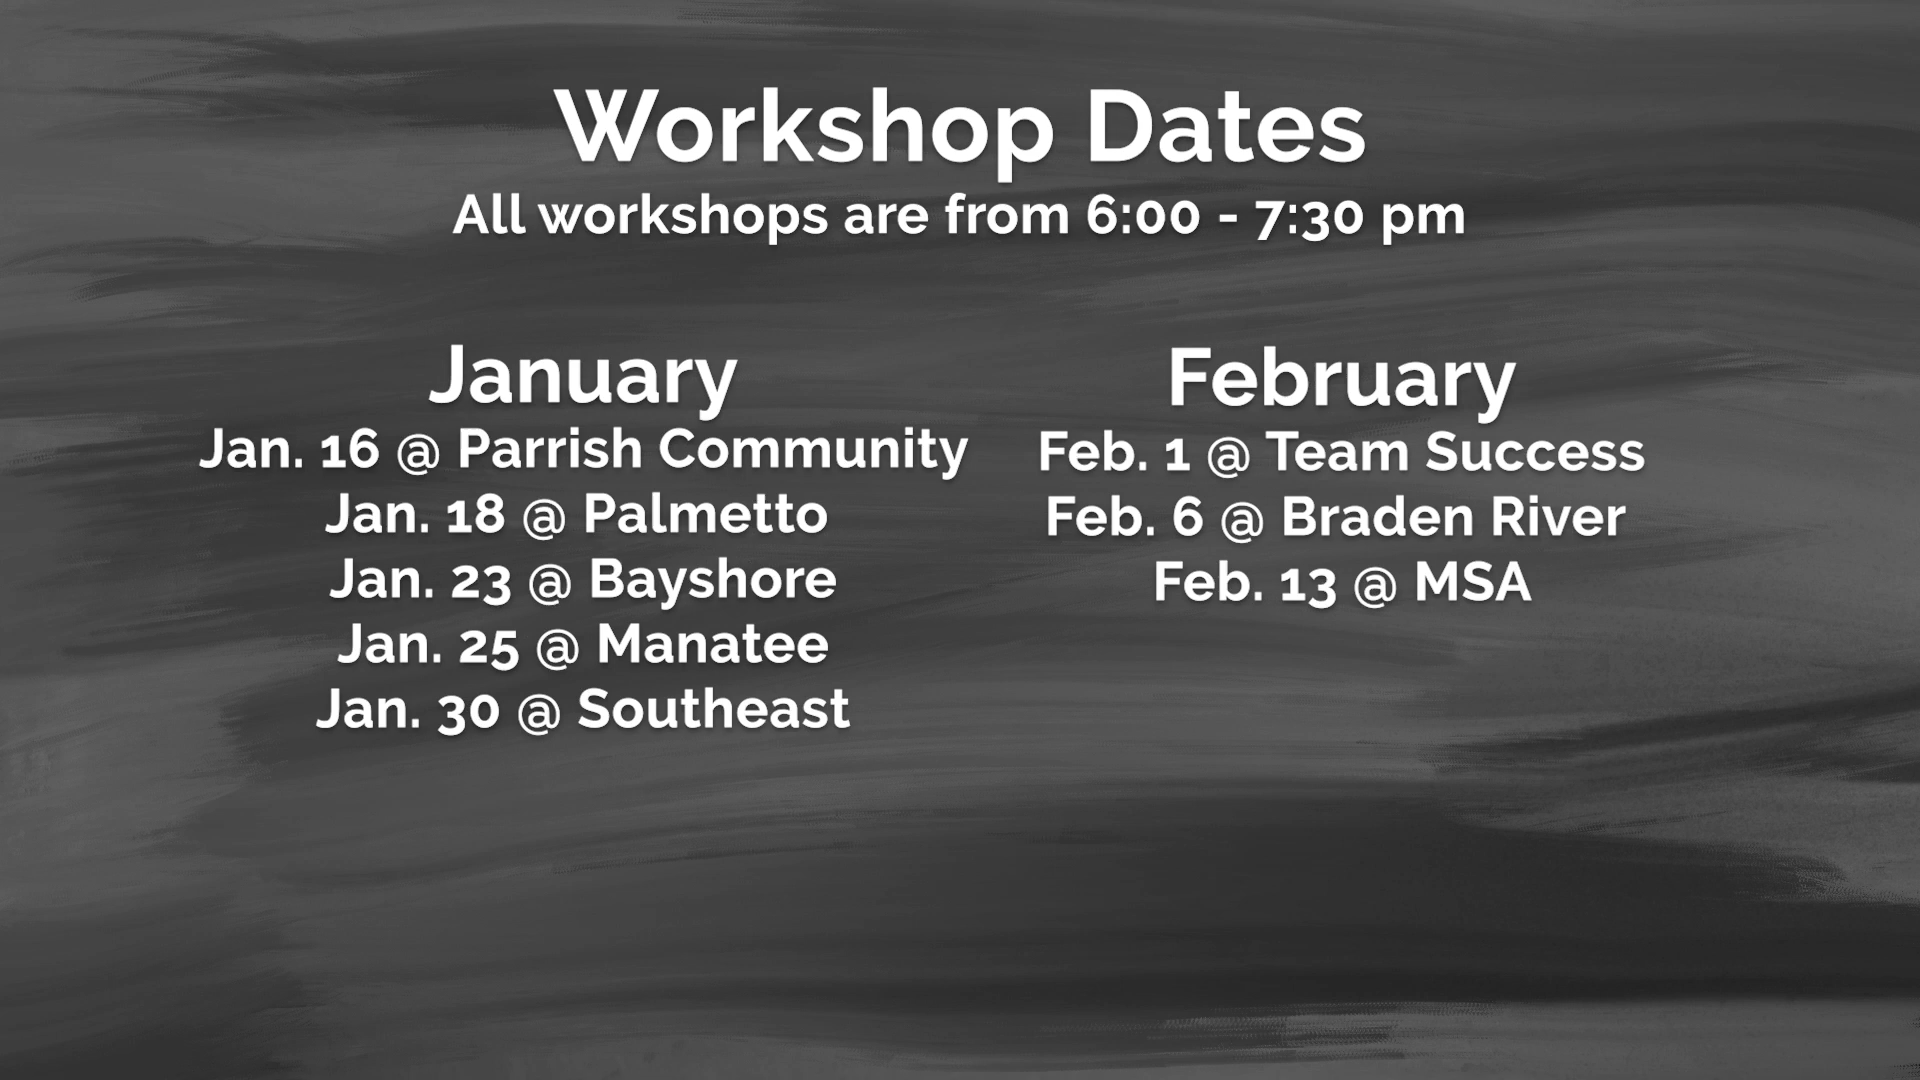 Workshop Dates
All workshops are from 6:00 - 7:30 pm
January
Jan. 16 @ Parrish Community
Jan. 18 @ Palmetto
Jan. 23 @ Bayshore
Jan. 25 @ Manatee
Jan. 30 @ Southeast
February
Feb. 1 @ Team Success
Feb. 6 @ Braden River
Feb. 13 @ MSA